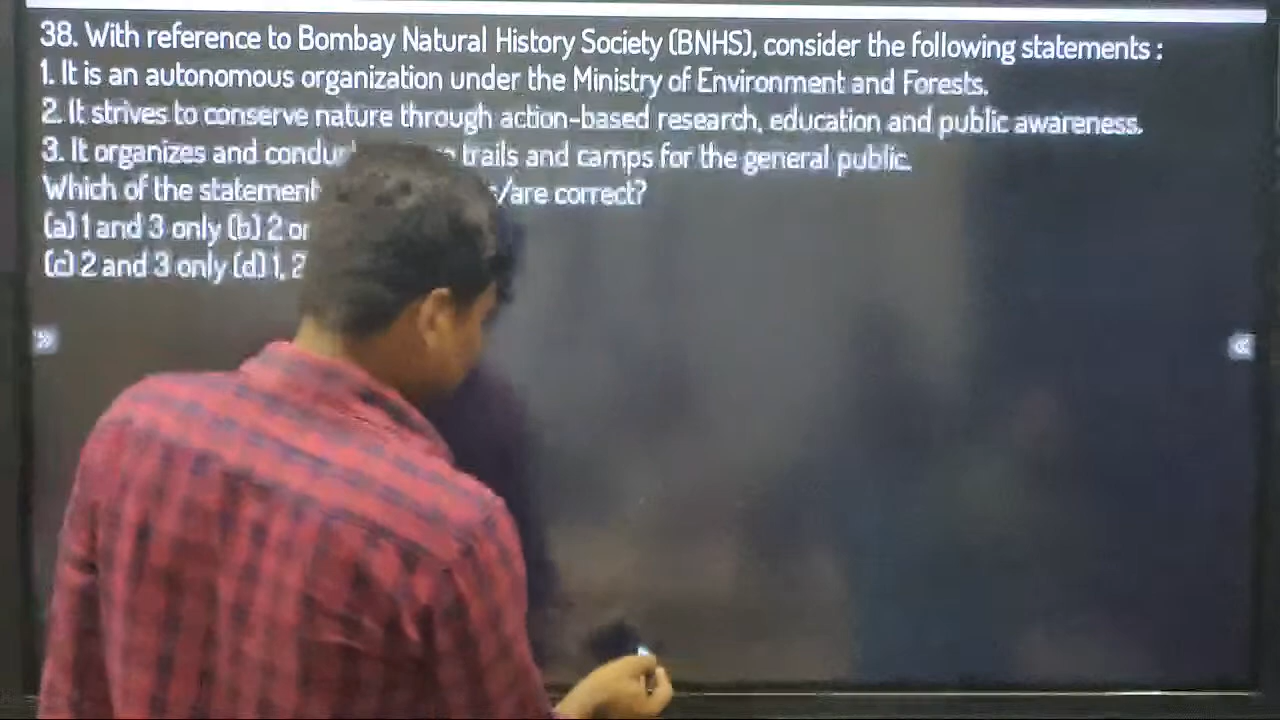 38. With reference to Bombay Natural History Society (BNHS), consider the following statements :
1. It is an autonomous organization under the Ministry of Environment and Forests.
2. It strives to conserve nature through action-based research, education and public awareness.
3. It organizes and trails and camps for the general public.
Which of the /are correct?
(a) 1 and 3 only (b) 2
(c) 2 and 3 only (d) 1, 2